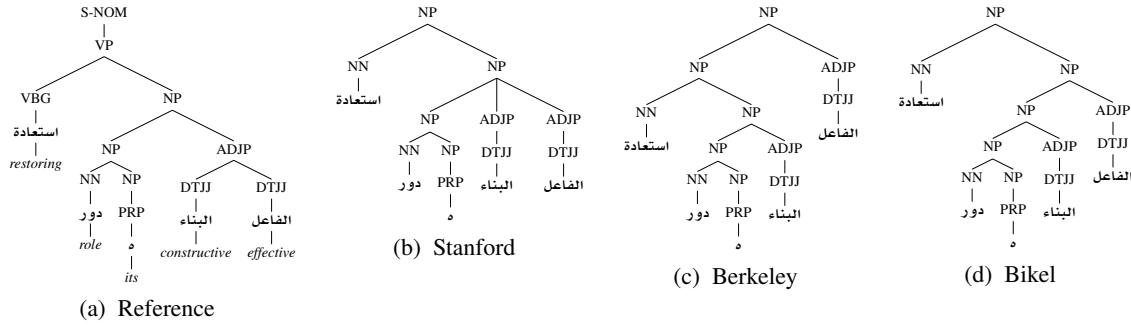 S-NOM
VP
VBG NP
استعادة
restoring
NP ADJP
NN NP DTJJ DTJJ
دور PRP البناء الفاعل
role ه constructive effective
its
(a) Reference
NP
NN NP
استعادة
NP ADJP ADJP
NN NP DTJJ DTJJ
دور PRP البناء الفاعل
ه
(b) Stanford
NP
NP ADJP
NN NP DTJJ
استعادة الفاعل
NP ADJP
NN NP DTJJ
دور PRP البناء
ه
(c) Berkeley
NP
NN NP
استعادة
NP ADJP
NP ADJP DTJJ
NN NP DTJJ الفاعل
دور PRP البناء
ه
(d) Bikel